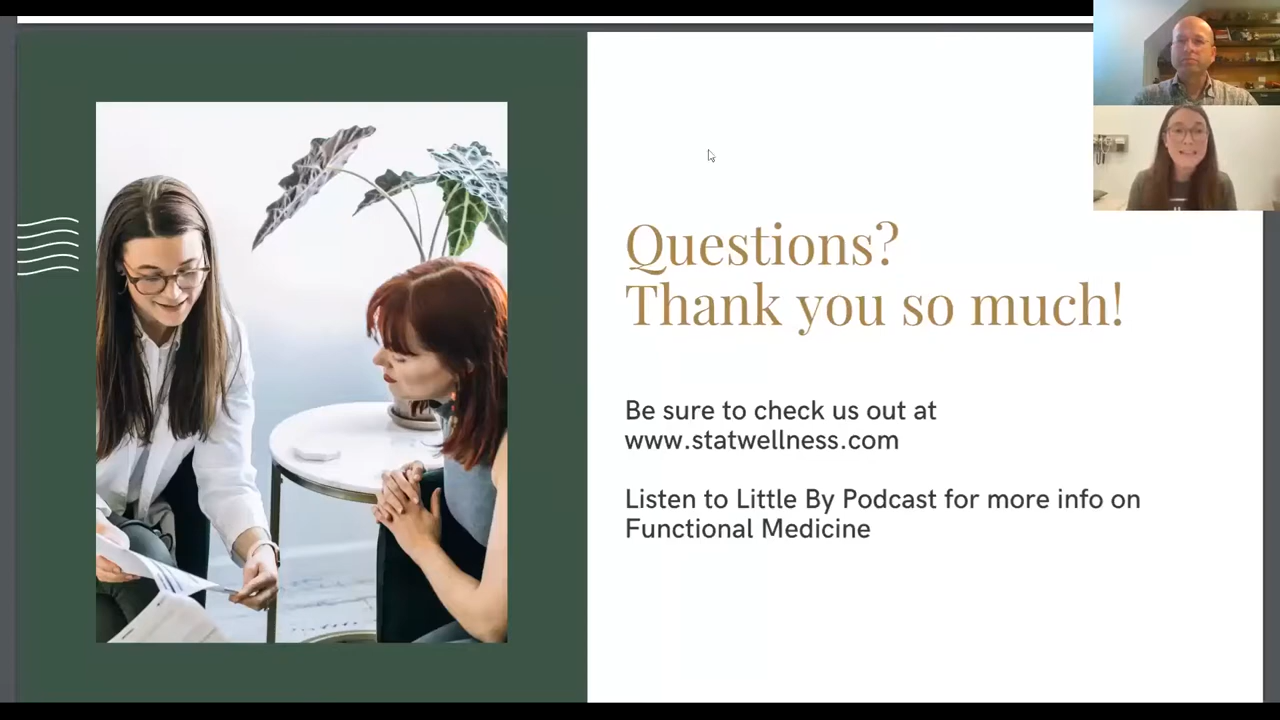 Questions?
Thank you so much!
Be sure to check us out at
www.statwellness.com
Listen to Little By Podcast for more info on
Functional Medicine